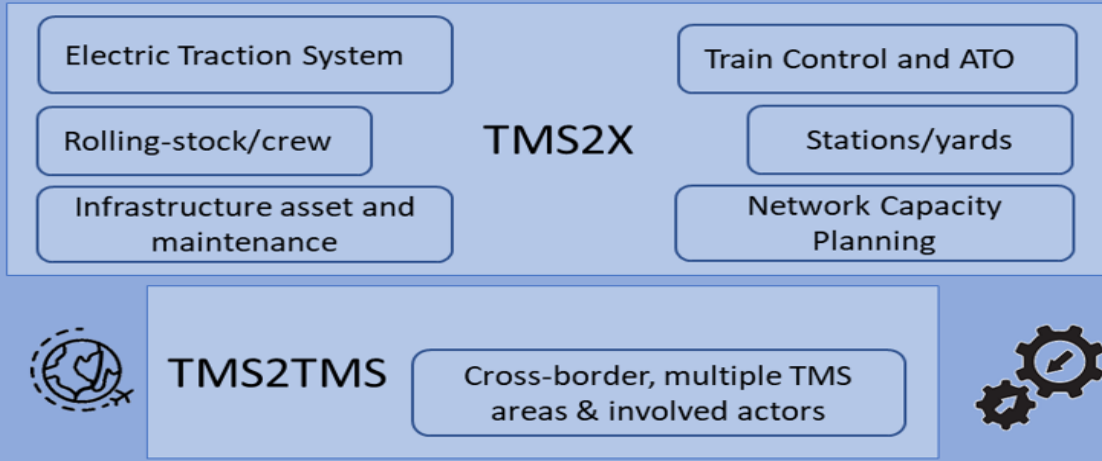 Electric Traction System
Train Control and ATO
Rolling-stock/crew
TMS2X
Stations/yards
Infrastructure asset and
maintenance
Network Capacity
Planning
TMS2TMS
Cross-border, multiple TMS
areas & involved actors